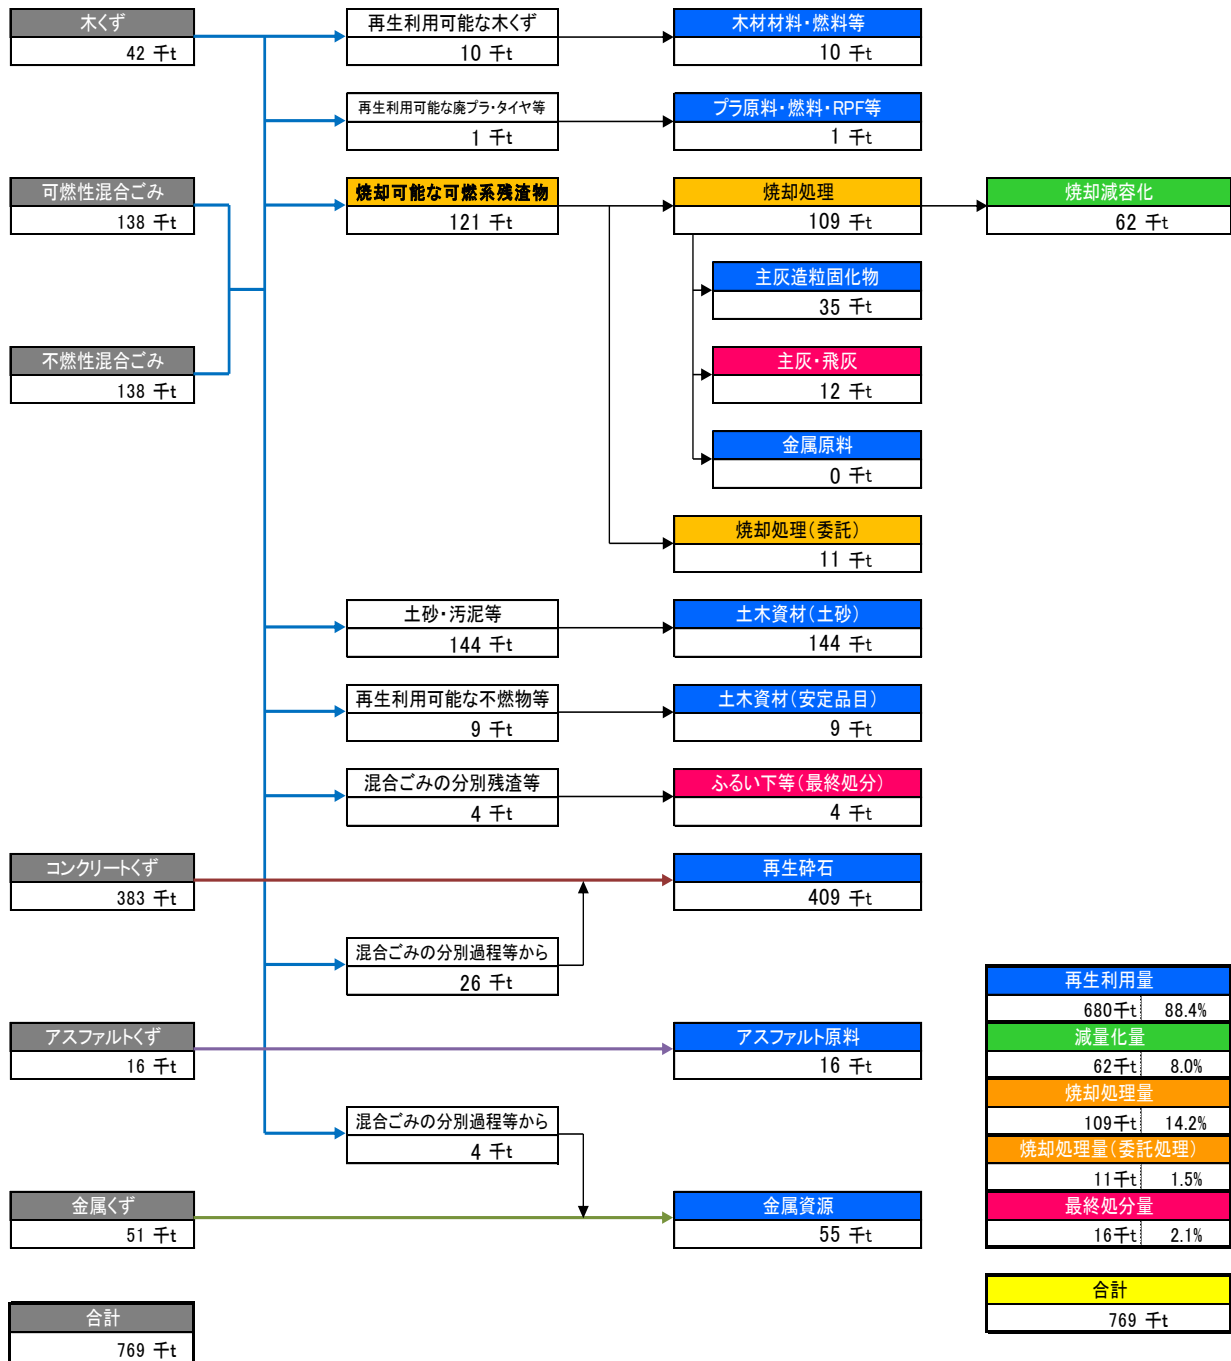 木くず
42 千t
再生利用可能な木くず
10 千t
木材材料・燃料等
10 千t
再生利用可能な廃プラ・タイヤ等
1 千t
プラ原料・燃料・RPF等
1 千t
可燃性混合ごみ
138 千t
焼却可能な可燃系残渣物
121 千t
焼却処理
109 千t
焼却減容化
62 千t
主灰造粒固化物
35 千t
不燃性混合ごみ
138 千t
主灰・飛灰
12 千t
金属原料
0 千t
焼却処理(委託)
11 千t
土砂・汚泥等
144 千t
土木資材(土砂)
144 千t
再生利用可能な不燃物等
9 千t
土木資材(安定品目)
9 千t
混合ごみの分別残渣等
4 千t
ふるい下等(最終処分)
4 千t
コンクリートくず
383 千t
再生砕石
409 千t
混合ごみの分別過程等から
26 千t
アスファルトくず
16 千t
アスファルト原料
16 千t
混合ごみの分別過程等から
4 千t
金属くず
51 千t
金属資源
55 千t
合計
769 千t
再生利用量
680千t 88.4%
減量化量
62千t 8.0%
焼却処理量
109千t 14.2%
焼却処理量(委託処理)
11千t 1.5%
最終処分量
16千t 2.1%
合計
769 千t